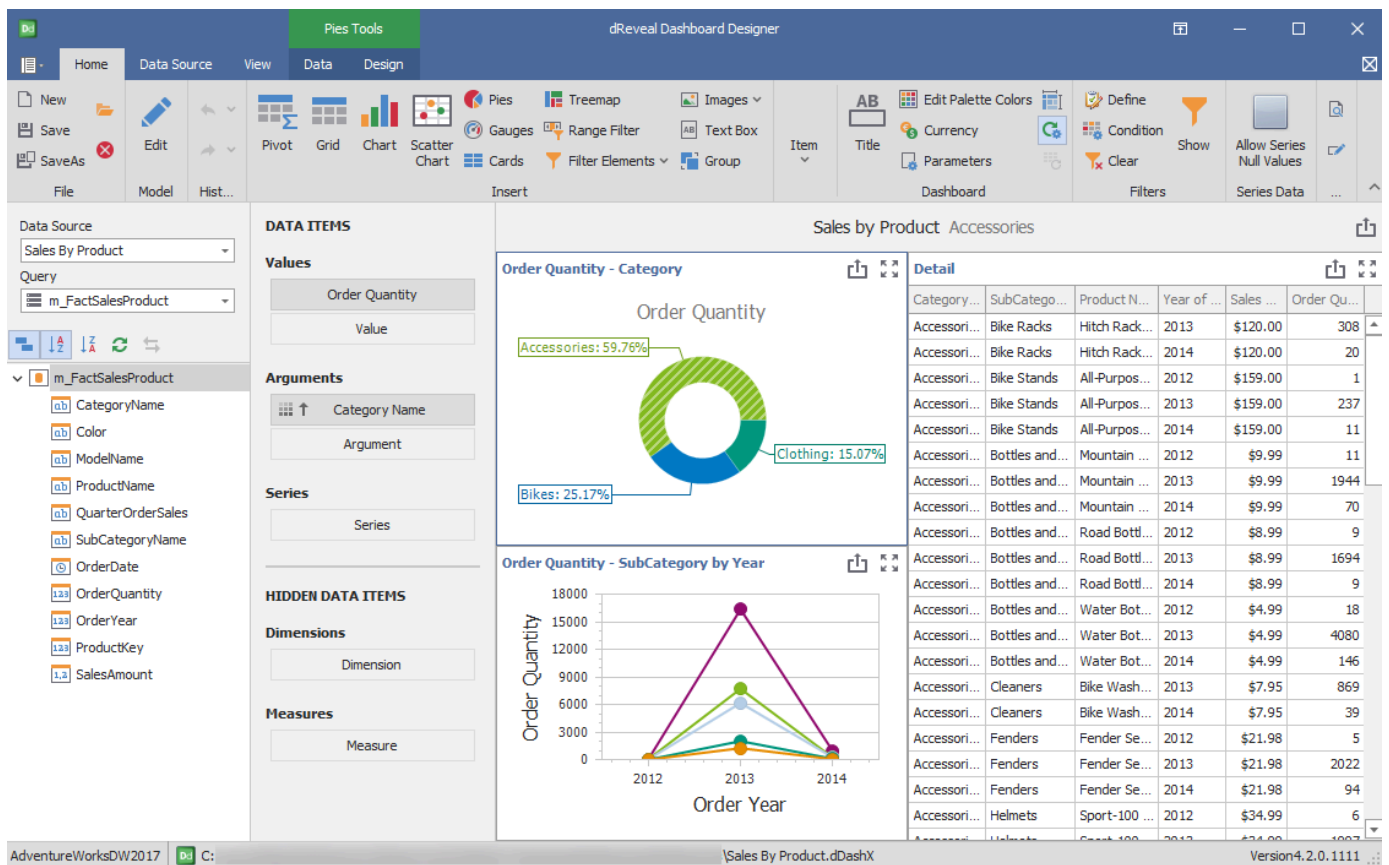 Dd Pies Tools dReveal Dashboard Designer
Home Data Source View Data Design
New
Save
SaveAs
File
Edit
Model
Hist...
Pivot Grid Chart Scatter Chart
Pies Treemap Images
Gauges Range Filter AB Text Box
Cards Filter Elements Group
Insert
Item
AB
Title
Edit Palette Colors
Currency
Parameters
Dashboard
Define
Condition
Clear
Show
Filters
Allow Series Null Values
Series Data
...
Data Source
Sales By Product
Query
m_FactSalesProduct
m_FactSalesProduct
ab CategoryName
ab Color
ab ModelName
ab ProductName
ab QuarterOrderSales
ab SubCategoryName
OrderDate
123 OrderQuantity
123 OrderYear
123 ProductKey
1,2 SalesAmount
DATA ITEMS
Values
Order Quantity
Value
Arguments
Category Name
Argument
Series
Series
HIDDEN DATA ITEMS
Dimensions
Dimension
Measures
Measure
Sales by Product Accessories
Order Quantity - Category
Order Quantity
Accessories: 59.76%
Clothing: 15.07%
Bikes: 25.17%
Order Quantity - SubCategory by Year
Order Quantity
18000
15000
12000
9000
6000
3000
0
2012 2013 2014
Order Year
Detail
Category... SubCatego... Product N... Year of ... Sales ... Order Qu...
Accessori... Bike Racks Hitch Rack... 2013 $120.00 308
Accessori... Bike Racks Hitch Rack... 2014 $120.00 20
Accessori... Bike Stands All-Purpos... 2012 $159.00 1
Accessori... Bike Stands All-Purpos... 2013 $159.00 237
Accessori... Bike Stands All-Purpos... 2014 $159.00 11
Accessori... Bottles and... Mountain ... 2012 $9.99 11
Accessori... Bottles and... Mountain ... 2013 $9.99 1944
Accessori... Bottles and... Mountain ... 2014 $9.99 70
Accessori... Bottles and... Road Bottl... 2012 $8.99 9
Accessori... Bottles and... Road Bottl... 2013 $8.99 1694
Accessori... Bottles and... Road Bottl... 2014 $8.99 9
Accessori... Bottles and... Water Bot... 2012 $4.99 18
Accessori... Bottles and... Water Bot... 2013 $4.99 4080
Accessori... Bottles and... Water Bot... 2014 $4.99 146
Accessori... Cleaners Bike Wash... 2013 $7.95 869
Accessori... Cleaners Bike Wash... 2014 $7.95 39
Accessori... Fenders Fender Se... 2012 $21.98 5
Accessori... Fenders Fender Se... 2013 $21.98 2022
Accessori... Fenders Fender Se... 2014 $21.98 94
Accessori... Helmets Sport-100 ... 2012 $34.99 6
AdventureWorksDW2017 Dd C: \Sales By Product.dDashX Version4.2.0.1111